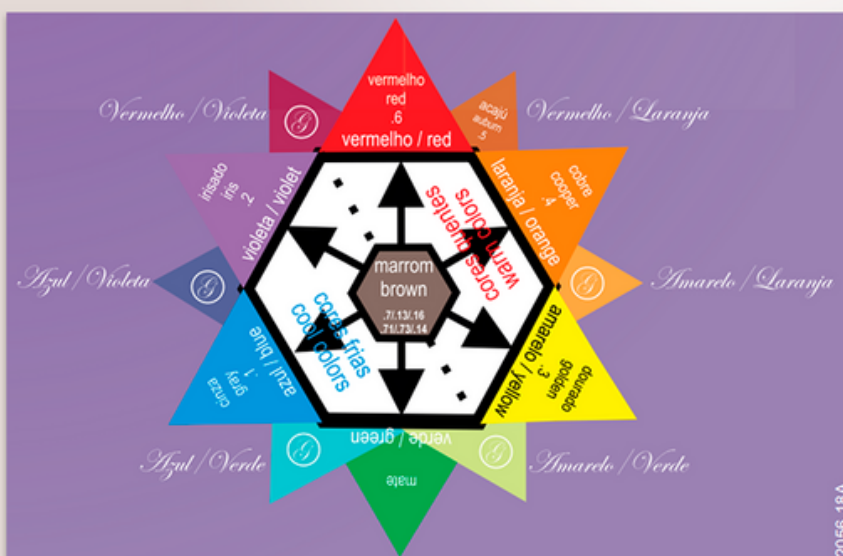 vermelho
red
.6
vermelho / red
Vermelho/Violeta
G
acajú
auburn
.5
Vermelho/Laranja
irisado
iris
.2
violeta / violet
cobre
cooper
.4
laranja / orange
cores quentes
warm colors
Azul/Violeta
G
marrom
brown
.7/.13/.16
.71/.73/.14
G
Amarelo/Laranja
cores frias
cool colors
azul / blue
cinza
gray
.1
amarelo / yellow
dourado
golden
.3
verde / green
mate
Azul/Verde
G
G
Amarelo/Verde
2056.18A